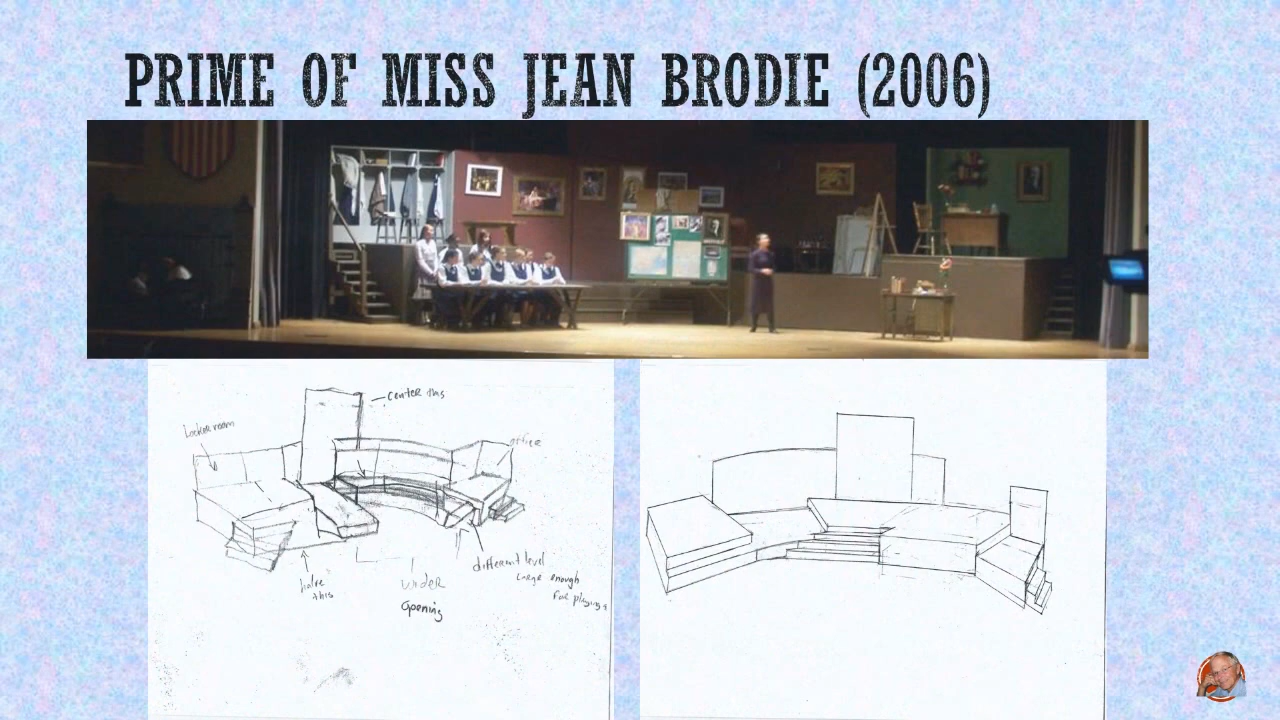 PRIME OF MISS JEAN BRODIE (2006)
center this
Locker room
office
halve
this
wider
opening
different level
large enough
for playing